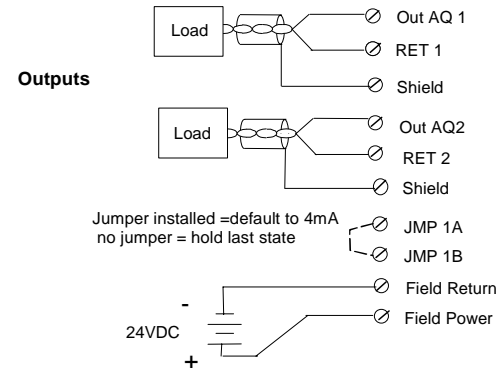 Load
Out AQ 1
RET 1
Outputs
Shield
Load
Out AQ2
RET 2
Shield
Jumper installed =default to 4mA
no jumper = hold last state
JMP 1A
JMP 1B
Field Return
-
24VDC
Field Power
+